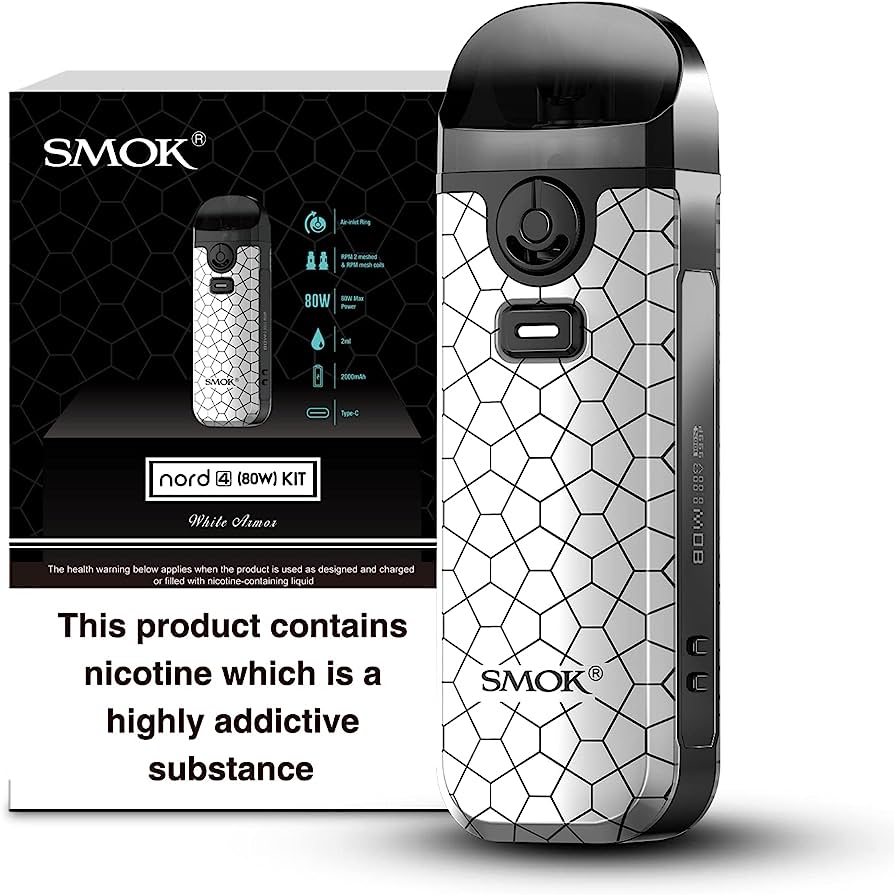 SMOK®
Air-inlet Ring
RPM 2 meshed
& RPM mesh coils
80W
80W Max
Power
2ml
2000mAh
Type-C
SMOK®
nord 4 (80W) KIT
White Armor
The health warning below applies when the product is used as designed and charged
or filled with nicotine-containing liquid
This product contains
nicotine which is a
highly addictive
substance
SMOK®